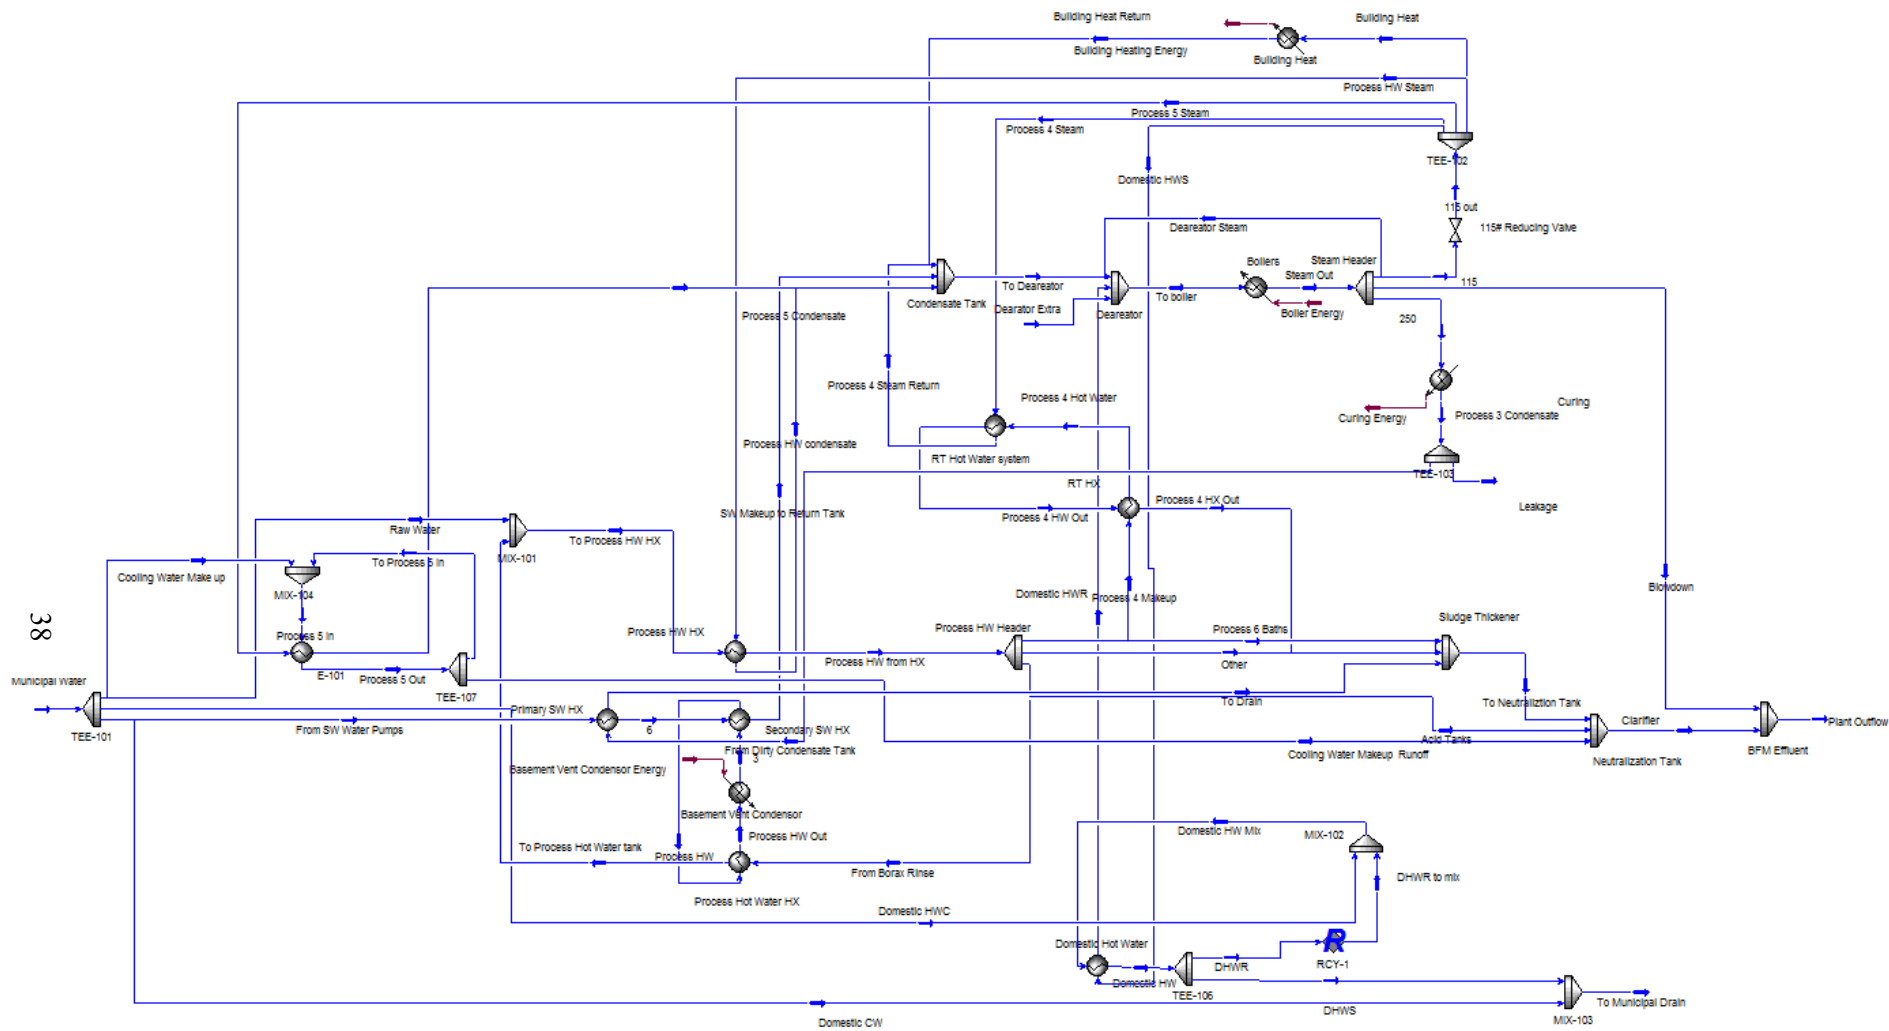 Building Heat Return
Building Heat
Building Heating Energy
Building Heat
Process HW Steam
Process 5 Steam
Process 4 Steam
TEE-102
Domestic HWS
115 out
Deareator Steam
115# Reducing Valve
Boilers
Steam Header
Steam Out
To Deareator
115
Condensate Tank
To boiler
Dearator Extra
Deareator
Boiler Energy
Process 5 Condensate
250
Process 4 Steam Return
Process 4 Hot Water
Curing
Curing Energy
Process 3 Condensate
Process HW condensate
RT Hot Water system
TEE-103
RT HX
Process 4 HX Out
SW Makeup to Return Tank
Process 4 HW Out
Leakage
Raw Water
To Process HW HX
MIX-101
To Process 5 In
Cooling Water Make up
MIX-104
Domestic HWR
Process 4 Makeup
Blowdown
38
Sludge Thickener
Process 5 In
Process HW HX
Process HW Header
Process 6 Baths
Process HW from HX
Other
E-101
Process 5 Out
Municipal Water
TEE-107
Primary SW HX
To Drain
To Neutraliztion Tank
TEE-101
From SW Water Pumps
6
Secondary SW HX
Clarifier
Plant Outflow
Acid Tanks
From Dirty Condensate Tank
3
Cooling Water Makeup Runoff
BFM Effluent
Neutralization Tank
Basement Vent Condensor Energy
Basement Vent Condensor
Process HW Out
Domestic HW Mix
MIX-102
To Process Hot Water tank
Process HW
From Borax Rinse
DHWR to mix
Process Hot Water HX
Domestic HWC
Domestic Hot Water
DHWR
RCY-1
R
Domestic HW
TEE-106
DHWS
To Municipal Drain
Domestic CW
MIX-103